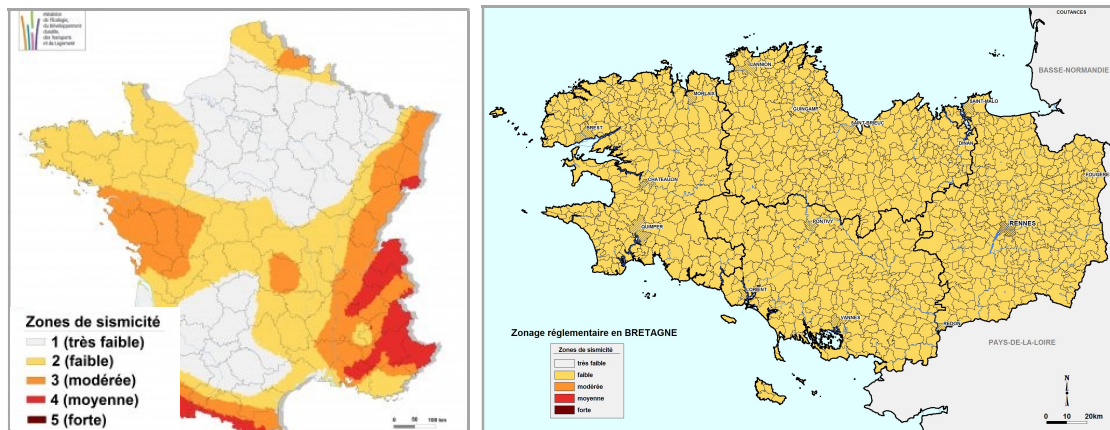 Ministère
de l'Écologie,
du Développement
durable,
des Transports
et du Logement
Zones de sismicité
1 (très faible)
2 (faible)
3 (modérée)
4 (moyenne)
5 (forte)
0 50 100 km
COUTANCES
BASSE-NORMANDIE
LANNION
MORLAIX
GUINGAMP
SAINT-MALO
SAINT-BRIEUC
BREST
DINAN
FOUGERES
CHATEAULIN
PONTIVY
RENNES
QUIMPER
LORIENT
VANNES
REDON
PAYS-DE-LA-LOIRE
Zonage réglementaire en BRETAGNE
Zones de sismicité
très faible
faible
modérée
moyenne
forte
N
0 10 20km